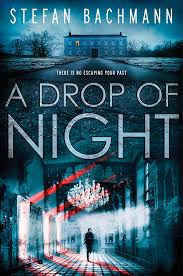 STEFAN BACHMANN
THERE IS NO ESCAPING YOUR PAST
A DROP OF
NIGHT